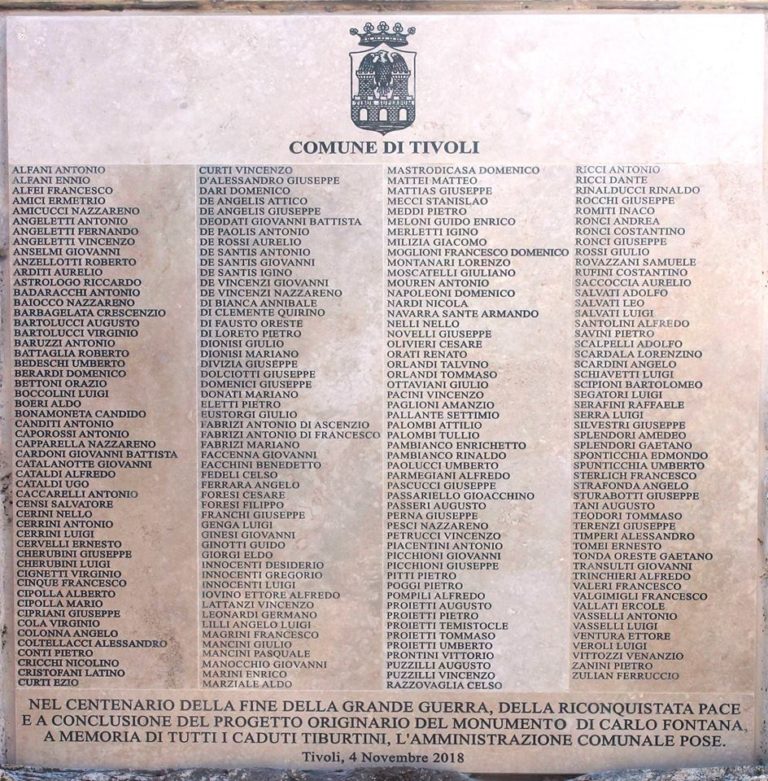 TIBUR SUPERBUM
COMUNE DI TIVOLI
ALFANI ANTONIO
ALFANI ENNIO
ALFEI FRANCESCO
AMICI ERMETRIO
AMICUCCI NAZZARENO
ANGELETTI ANTONIO
ANGELETTI FERNANDO
ANGELETTI VINCENZO
ANSELMI GIOVANNI
ANZELLOTTI ROBERTO
ARDITI AURELIO
ASTROLOGO RICCARDO
BADARACCHI ANTONIO
BAIOCCO NAZZARENO
BARBAGELATA CRESCENZIO
BARTOLUCCI AUGUSTO
BARTOLUCCI VIRGINIO
BARUZZI ANTONIO
BATTAGLIA ROBERTO
BEDESCHI UMBERTO
BERARDI DOMENICO
BETTONI ORAZIO
BOCCOLINI LUIGI
BOERI ALDO
BONAMONETA CANDIDO
CANDITI ANTONIO
CAPOROSSI ANTONIO
CAPPARELLA NAZZARENO
CARDONI GIOVANNI BATTISTA
CATALANOTTE GIOVANNI
CATALDI ALFREDO
CATALDI UGO
CACCARELLI ANTONIO
CENSI SALVATORE
CERINI NELLO
CERRINI ANTONIO
CERRINI LUIGI
CERVELLI ERNESTO
CHERUBINI GIUSEPPE
CHERUBINI LUIGI
CIGNETTI VIRGINIO
CINQUE FRANCESCO
CIPOLLA ALBERTO
CIPOLLA MARIO
CIPRIANI GIUSEPPE
COLA VIRGINIO
COLONNA ANGELO
COLTELLACCI ALESSANDRO
CONTI PIETRO
CRICCHI NICOLINO
CRISTOFANI LATINO
CURTI EZIO
CURTI VINCENZO
D'ALESSANDRO GIUSEPPE
DARI DOMENICO
DE ANGELIS ATTICO
DE ANGELIS GIUSEPPE
DEODATI GIOVANNI BATTISTA
DE PAOLIS ANTONIO
DE ROSSI AURELIO
DE SANTIS ANTONIO
DE SANTIS ANTONIO
DE SANTIS IGINO
DE VINCENZI GIOVANNI
DE VINCENZI NAZZARENO
DI BIANCA ANNIBALE
DI CLEMENTE QUIRINO
DI FAUSTO ORESTE
DI LORETO PIETRO
DIONISI GIULIO
DIONISI MARIANO
DIVIZIA GIUSEPPE
DOLCIOTTI GIUSEPPE
DOMENICI GIUSEPPE
DONATI MARIANO
ELETTI PIETRO
EUSTORGI GIULIO
FABRIZI ANTONIO DI ASCENZIO
FABRIZI ANTONIO DI FRANCESCO
FABRIZI MARIANO
FACCENNA GIOVANNI
FACCHINI BENEDETTO
FEDELI CELSO
FERRARA ANGELO
FORESI CESARE
FORESI FILIPPO
FRANCHI GIUSEPPE
GENGA LUIGI
GINESI GIOVANNI
GINOTTI GUIDO
GIORGI ELDO
INNOCENTI DESIDERIO
INNOCENTI GREGORIO
INNOCENTI LUIGI
IOVINO ETTORE ALFREDO
LATTANZI VINCENZO
LEONARDI GERMANO
LILLI ANGELO LUIGI
MAGRINI FRANCESCO
MANCINI GIULIO
MANCINI PASQUALE
MANOCCHIO GIOVANNI
MARINI ENRICO
MARZIALE ALDO
MASTRODICASA DOMENICO
MATTEI MATTEO
MATTIAS GIUSEPPE
MECCI STANISLAO
MEDDI PIETRO
MELONI GUIDO ENRICO
MERLETTI IGINO
MILIZIA GIACOMO
MOGLIONI FRANCESCO DOMENICO
MONTANARI LORENZO
MOSCATELLI GIULIANO
MOUREN ANTONIO
NAPOLEONI DOMENICO
NARDI NICOLA
NAVARRA SANTE ARMANDO
NELLI NELLO
NOVELLI GIUSEPPE
OLIVIERI CESARE
ORATI RENATO
ORLANDI TALVINO
ORLANDI TOMMASO
OTTAVIANI GIULIO
PACINI VINCENZO
PAGLIONI AMANZIO
PALLANTE SETTIMIO
PALOMBI ATTILIO
PALOMBI TULLIO
PAMBIANCO ENRICHETTO
PAMBIANCO RINALDO
PAOLUCCI UMBERTO
PARMEGIANI ALFREDO
PASCUCCI GIUSEPPE
PASSARIELLO GIOACCHINO
PASSERI AUGUSTO
PERNA GIUSEPPE
PESCI NAZZARENO
PETRUCCI VINCENZO
PIACENTINI ANTONIO
PICCHIONI GIOVANNI
PICCHIONI GIUSEPPE
PITTI PIETRO
POGGI PIETRO
POMPILI ALFREDO
PROIETTI AUGUSTO
PROIETTI PIETRO
PROIETTI TEMISTOCLE
PROIETTI TOMMASO
PROIETTI UMBERTO
PRONTINI VITTORIO
PUZZILLI AUGUSTO
PUZZILLI VINCENZO
RAZZOVAGLIA CELSO
RICCI ANTONIO
RICCI DANTE
RINALDUCCI RINALDO
ROCCHI GIUSEPPE
ROMITI INACO
RONCI ANDREA
RONCI COSTANTINO
RONCI GIUSEPPE
ROSSI GIULIO
ROVAZZANI SAMUELE
RUFINI COSTANTINO
SACCOCCIA AURELIO
SALVATI ADOLFO
SALVATI LEO
SALVATI LUIGI
SANTOLINI ALFREDO
SAVINI PIETRO
SCALPELLI ADOLFO
SCARDALA LORENZINO
SCARDINI ANGELO
SCHIAVETTI LUIGI
SCIPIONI BARTOLOMEO
SEGATORI LUIGI
SERAFINI RAFFAELE
SERRA LUIGI
SILVESTRI GIUSEPPE
SPLENDORI AMEDEO
SPLENDORI GAETANO
SPONTICCHIA EDMONDO
SPUNTICCHIA UMBERTO
STERLICH FRANCESCO
STRAFONDA ANGELO
STURABOTTI GIUSEPPE
TANI AUGUSTO
TEODORI TOMMASO
TERENZI GIUSEPPE
TIMPERI ALESSANDRO
TOMEI ERNESTO
TONDA ORESTE GAETANO
TRANSULTI GIOVANNI
TRINCHIERI ALFREDO
VALERI FRANCESCO
VALGIMIGLI FRANCESCO
VALLATI ERCOLE
VASSELLI ANTONIO
VASSELLI LUIGI
VENTURA ETTORE
VEROLI LUIGI
VITTOZZI VENANZIO
ZANINI PIETRO
ZULIAN FERRUCCIO
NEL CENTENARIO DELLA FINE DELLA GRANDE GUERRA, DELLA RICONQUISTATA PACE
E A CONCLUSIONE DEL PROGETTO ORIGINARIO DEL MONUMENTO DI CARLO FONTANA,
A MEMORIA DI TUTTI I CADUTI TIBURTINI, L'AMMINISTRAZIONE COMUNALE POSE.
Tivoli, 4 Novembre 2018